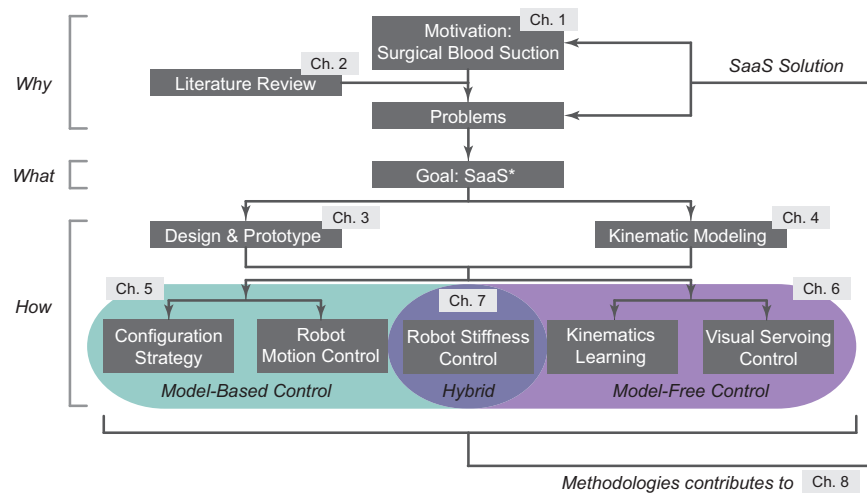 Ch. 1
Motivation:
Surgical Blood Suction
SaaS Solution
Ch. 2
Why
Literature Review
Problems
What
Goal: SaaS*
Ch. 3
Ch. 4
Design & Prototype
Kinematic Modeling
How
Ch. 5
Ch. 7
Ch. 6
Configuration
Strategy
Robot
Motion Control
Robot Stiffness
Control
Kinematics
Learning
Visual Servoing
Control
Model-Based Control
Hybrid
Model-Free Control
Methodologies contributes to Ch. 8